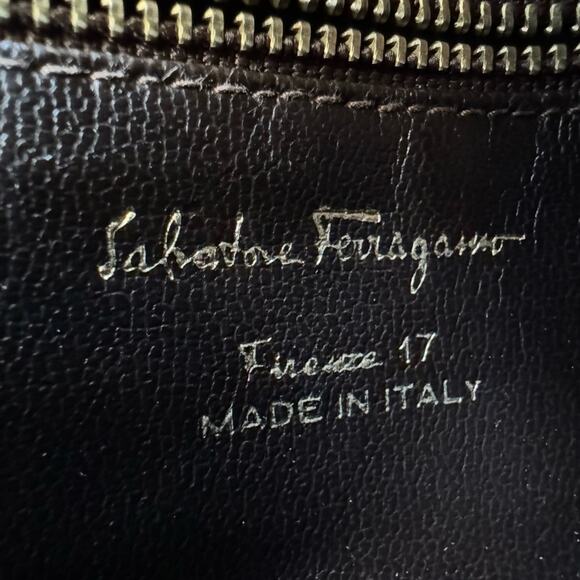 Salvatore Ferragamo
Firenze 17
MADE IN ITALY